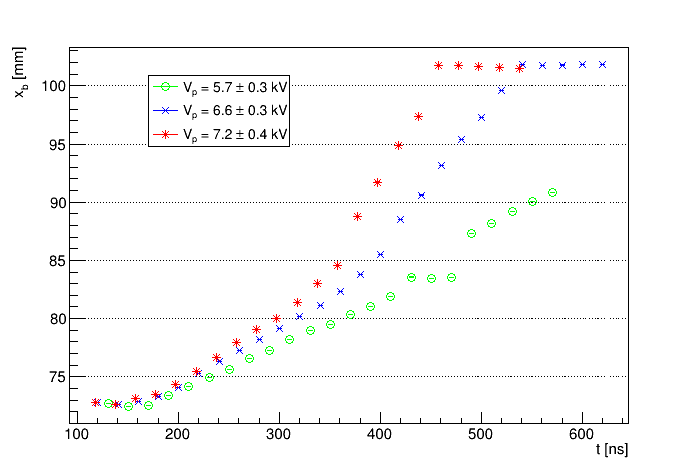 x_b [mm]
V_p = 5.7 ± 0.3 kV
V_p = 6.6 ± 0.3 kV
V_p = 7.2 ± 0.4 kV
100
95
90
85
80
75
100 200 300 400 500 600
t [ns]